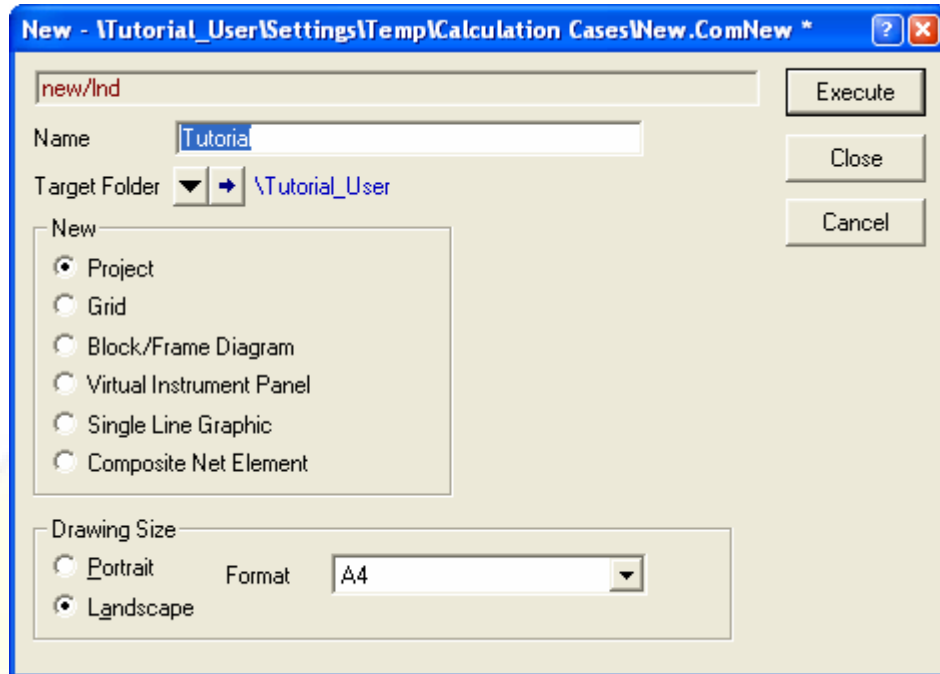 New - \Tutorial_User\Settings\Temp\Calculation Cases\New.ComNew *
new/lnd
Execute
Name Tutorial
Close
Target Folder \Tutorial_User
Cancel
New
Project
Grid
Block/Frame Diagram
Virtual Instrument Panel
Single Line Graphic
Composite Net Element
Drawing Size
Portrait
Format A4
Landscape